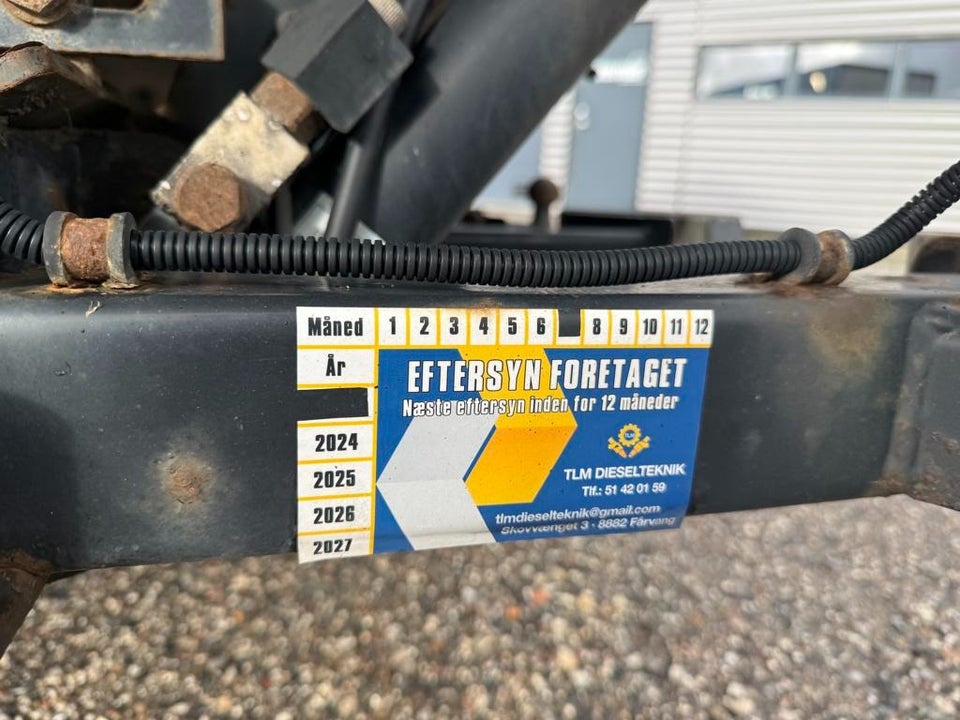 Måned 1 2 3 4 5 6 8 9 10 11 12
År
EFTERSYN FORETAGET
Næste eftersyn inden for 12 måneder
2024
2025
2026
2027
TLM
TLM DIESELTEKNIK
Tlf.: 51 42 01 59
tlmdieselteknik@gmail.com
Skovvænget 3 - 8882 Fårvang